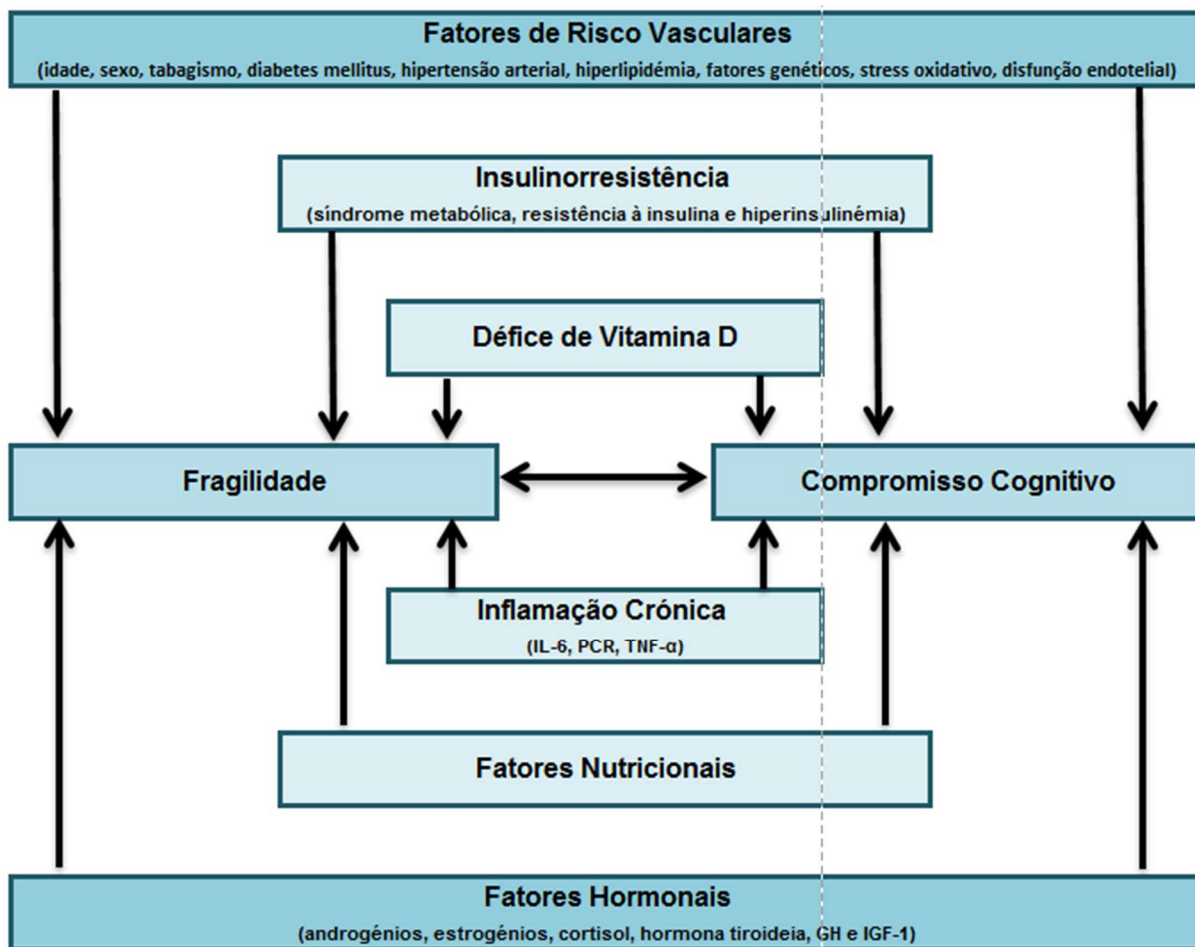 Fatores de Risco Vasculares
(idade, sexo, tabagismo, diabetes mellitus, hipertensão arterial, hiperlipidémia, fatores genéticos, stress oxidativo, disfunção endotelial)
Insulinorresistência
(síndrome metabólica, resistência à insulina e hiperinsulinémia)
Défice de Vitamina D
Fragilidade
Compromisso Cognitivo
Inflamação Crónica
(IL-6, PCR, TNF-α)
Fatores Nutricionais
Fatores Hormonais
(androgénios, estrogénios, cortisol, hormona tiroideia, GH e IGF-1)